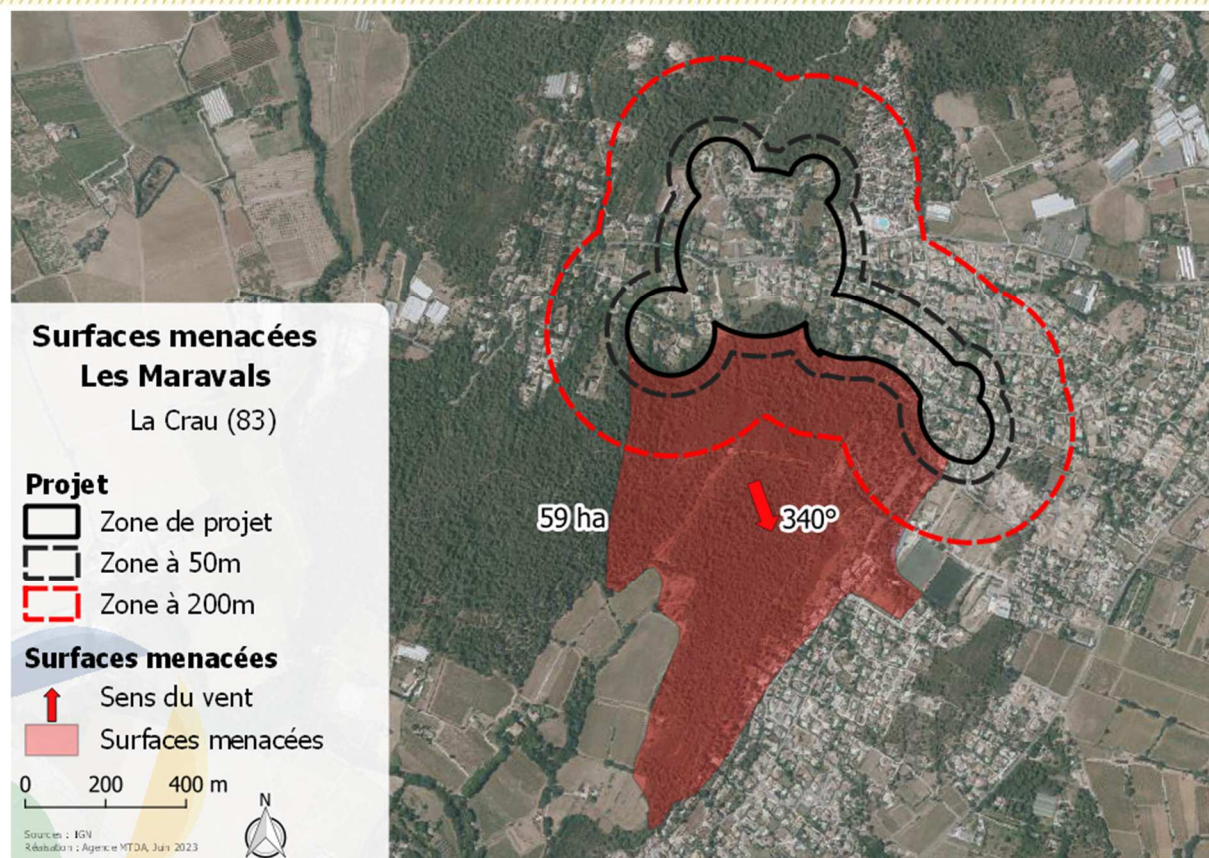 Surfaces menacées
Les Maravals
La Crau (83)
Projet
Zone de projet
Zone à 50m
Zone à 200m
Surfaces menacées
Sens du vent
Surfaces menacées
0 200 400 m
N
Sources : IGN
Réalisation : Agence MTDA, Juin 2023
59 ha
340°